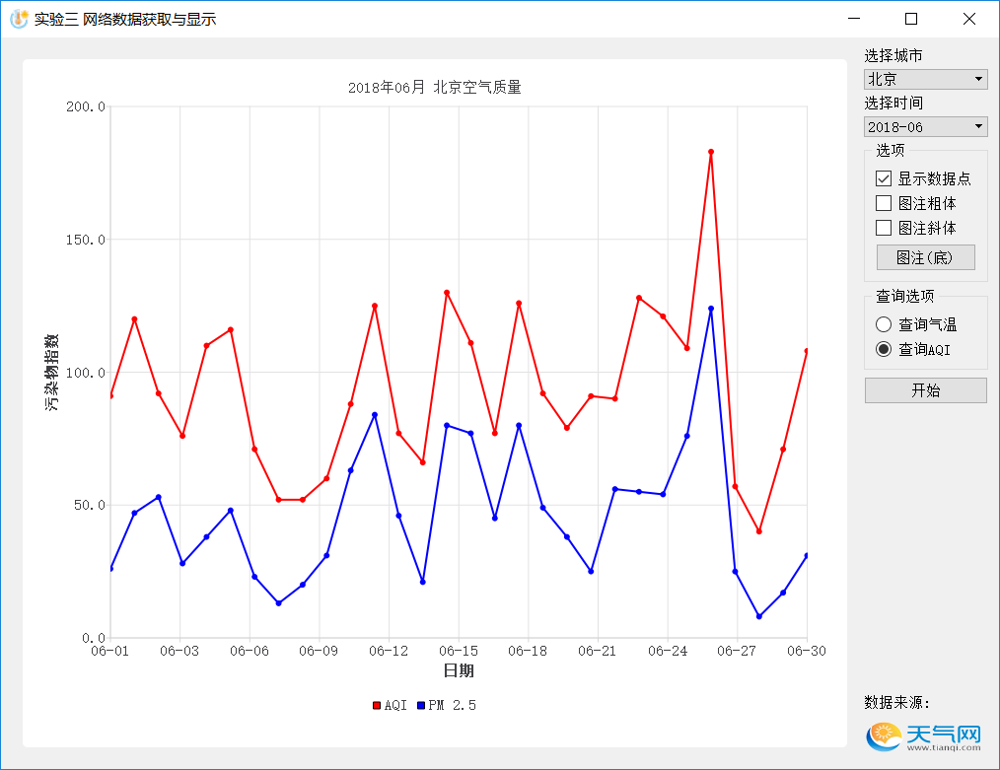 实验三 网络数据获取与显示
2018年06月 北京空气质量
200.0
150.0
100.0
50.0
0.0
污染物指数
06-01 06-03 06-06 06-09 06-12 06-15 06-18 06-21 06-24 06-27 06-30
日期
AQI PM 2.5
选择城市
北京
选择时间
2018-06
选项
显示数据点
图注粗体
图注斜体
图注(底)
查询选项
查询气温
查询AQI
开始
数据来源:
天气网
www.tianqi.com